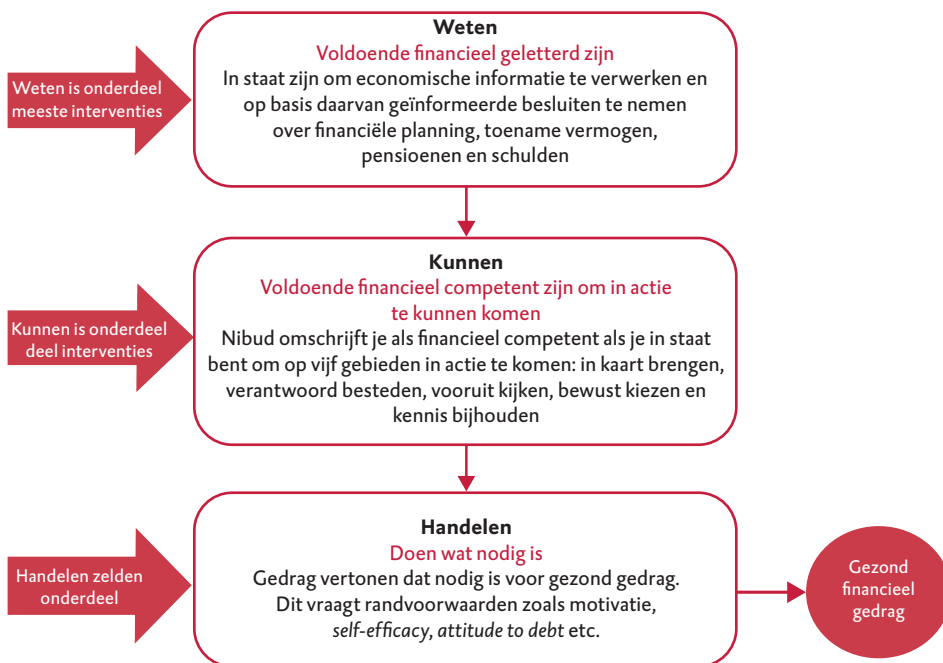 Weten is onderdeel
meeste interventies
Weten
Voldoende financieel geletterd zijn
In staat zijn om economische informatie te verwerken en
op basis daarvan geïnformeerde besluiten te nemen
over financiële planning, toename vermogen,
pensioenen en schulden
Kunnen is onderdeel
deel interventies
Kunnen
Voldoende financieel competent zijn om in actie
te kunnen komen
Nibud omschrijft je als financieel competent als je in staat
bent om op vijf gebieden in actie te komen: in kaart brengen,
verantwoord besteden, vooruit kijken, bewust kiezen en
kennis bijhouden
Handelen zelden
onderdeel
Handelen
Doen wat nodig is
Gedrag vertonen dat nodig is voor gezond gedrag.
Dit vraagt randvoorwaarden zoals motivatie,
self-efficacy, attitude to debt etc.
Gezond
financieel
gedrag